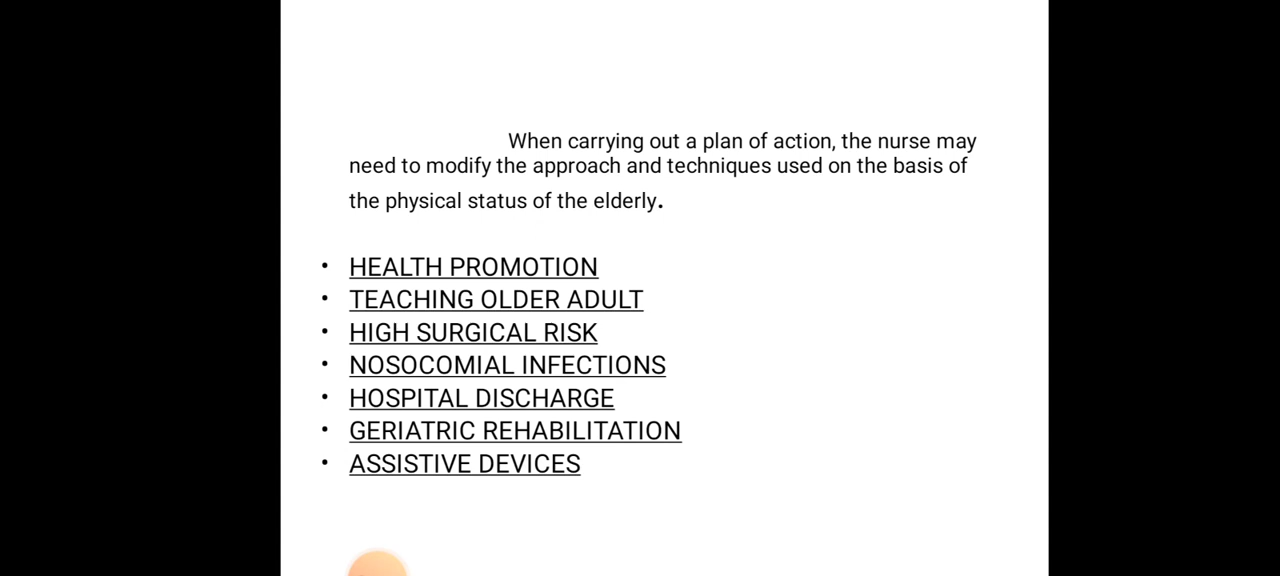 When carrying out a plan of action, the nurse may
need to modify the approach and techniques used on the basis of
the physical status of the elderly.
• HEALTH PROMOTION
• TEACHING OLDER ADULT
• HIGH SURGICAL RISK
• NOSOCOMIAL INFECTIONS
• HOSPITAL DISCHARGE
• GERIATRIC REHABILITATION
• ASSISTIVE DEVICES